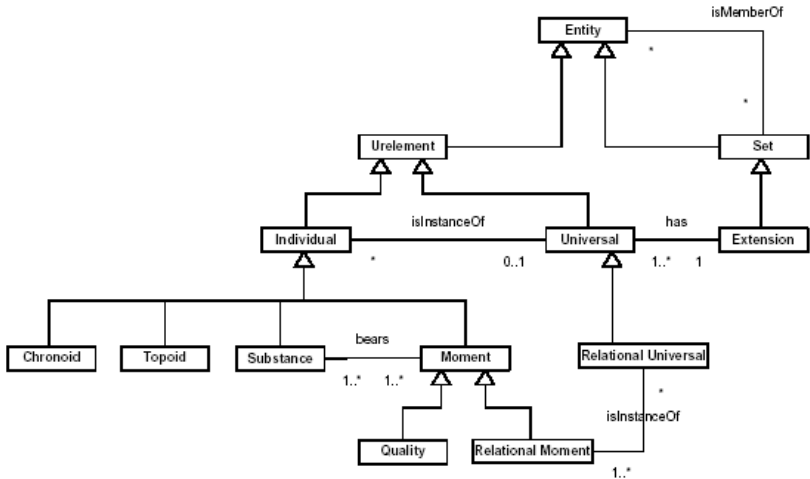 isMemberOf
Entity
*
*
Urelement
Set
isInstanceOf
has
Individual
Universal
Extension
*
0..1
1..*
1
bears
Chronoid
Topoid
Substance
Moment
Relational Universal
1..*
1..*
*
isInstanceOf
Quality
Relational Moment
1..*